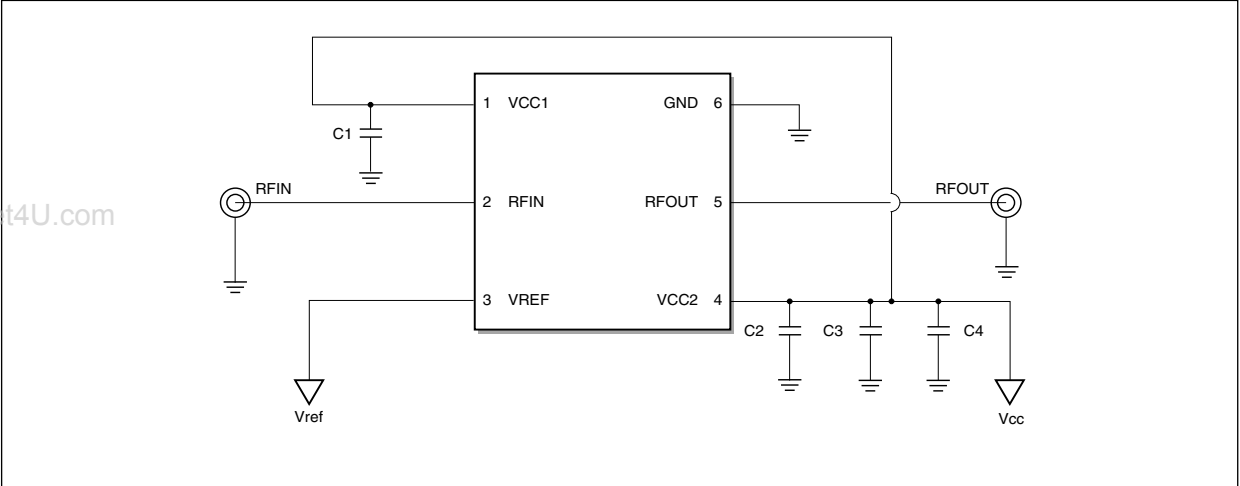 1 VCC1
GND 6
C1
RFIN
RFOUT
t4U.com
2 RFIN
RFOUT 5
3 VREF
VCC2 4
C2
C3
C4
Vref
Vcc